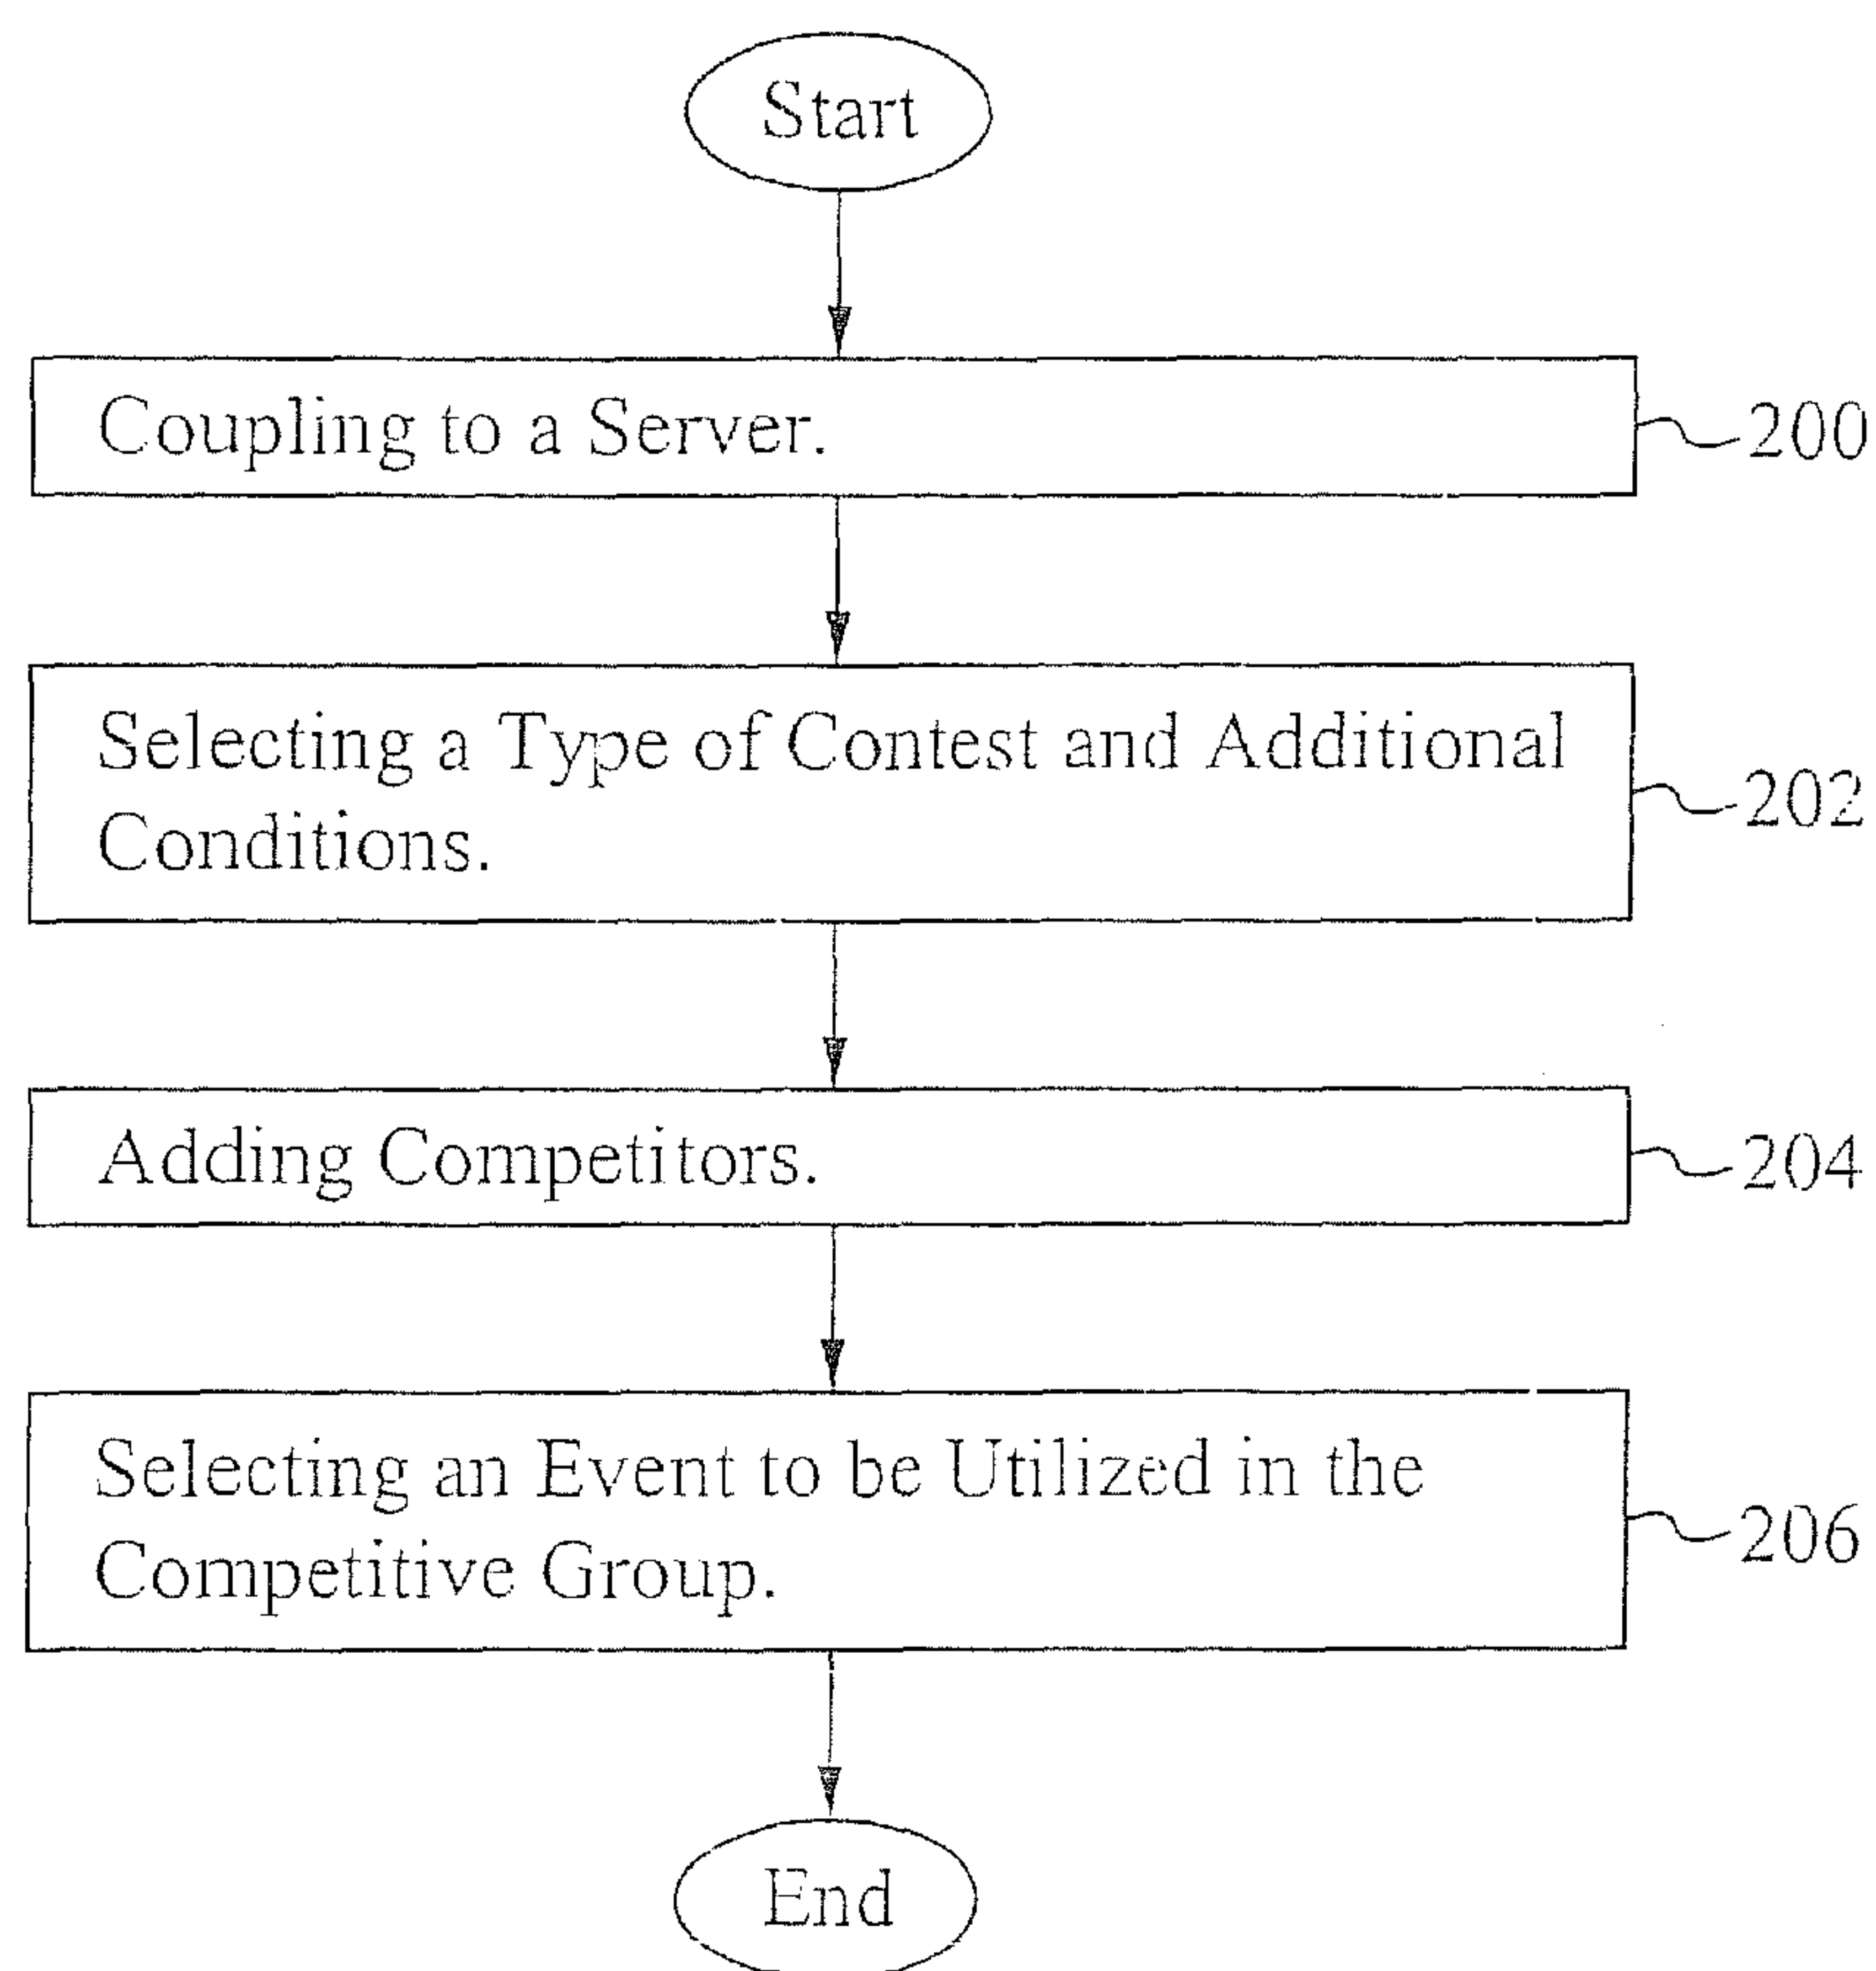 Start
Coupling to a Server.
200
Selecting a Type of Contest and Additional
Conditions.
202
Adding Competitors.
204
Selecting an Event to be Utilized in the
Competitive Group.
206
End